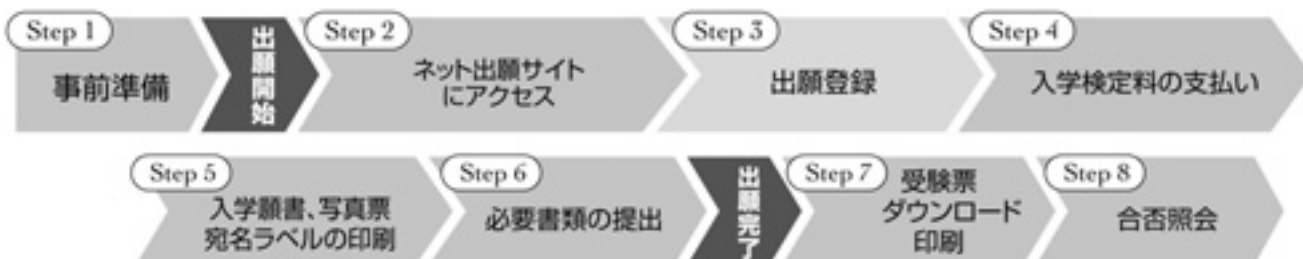 Step 1
事前準備
出願開始
Step 2
ネット出願サイト
にアクセス
Step 3
出願登録
Step 4
入学検定料の支払い
Step 5
入学願書、写真票
宛名ラベルの印刷
Step 6
必要書類の提出
出願完了
Step 7
受験票
ダウンロード
印刷
Step 8
合否照会